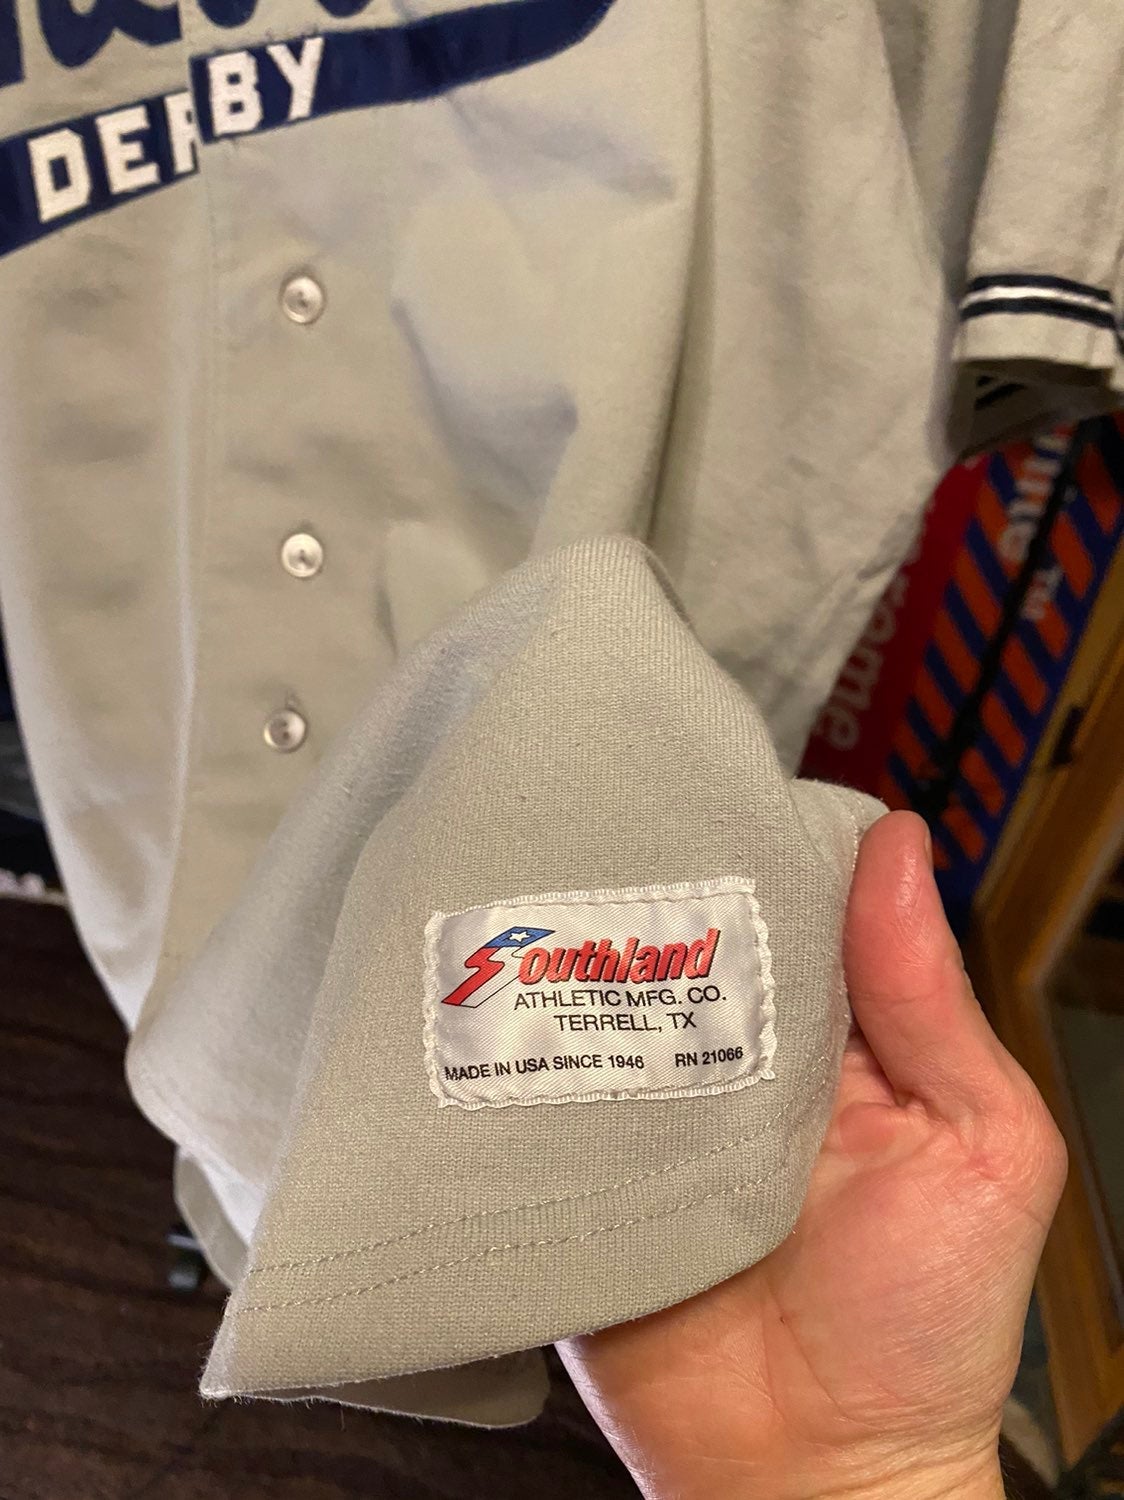 DERBY
Southland
ATHLETIC MFG. CO.
TERRELL, TX
MADE IN USA SINCE 1946 RN 21066